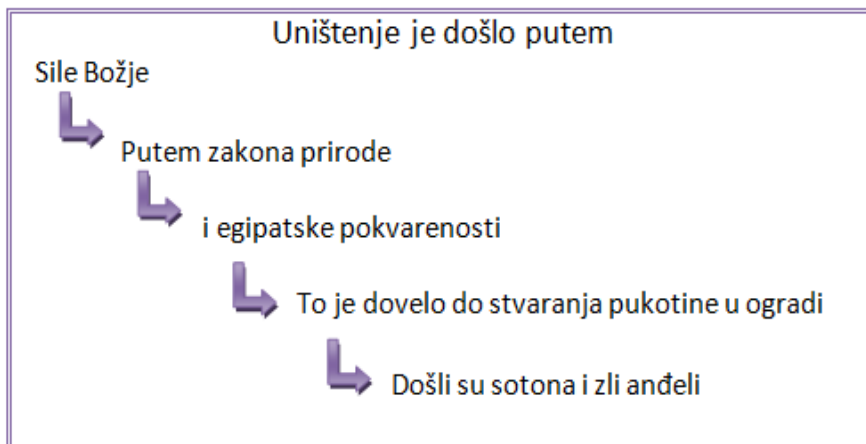 Uništenje je došlo putem
Sile Božje
Putem zakona prirode
i egipatske pokvarenosti
To je dovelo do stvaranja pukotine u ogradi
Došli su sotona i zli anđeli